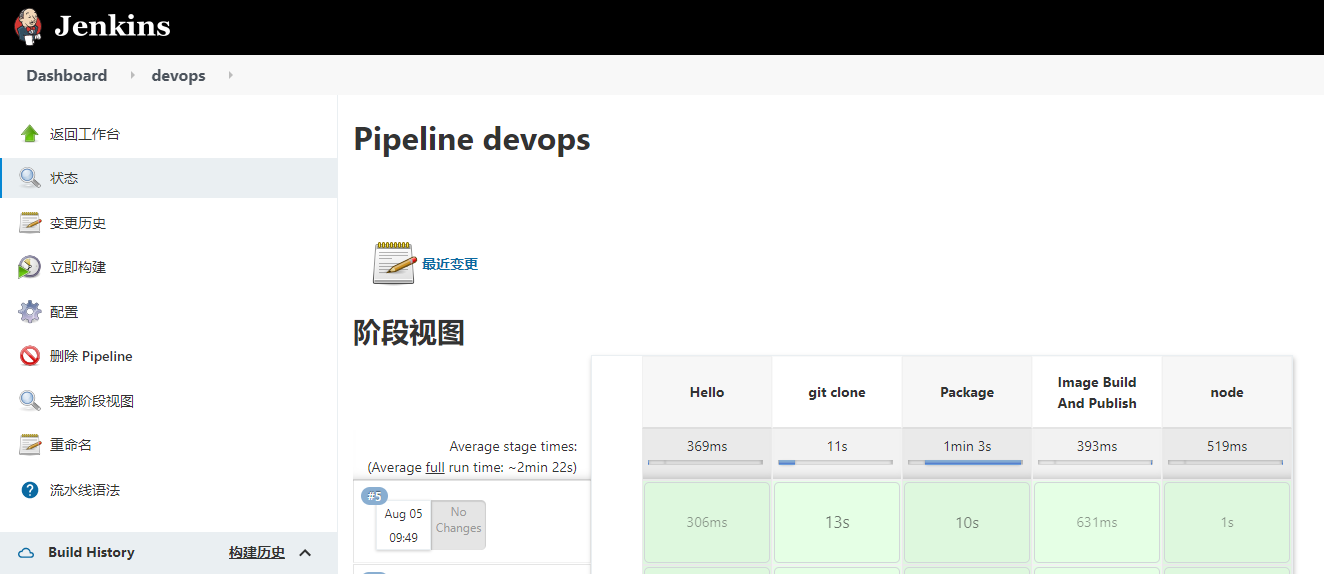 Jenkins
Dashboard
devops
返回工作台
状态
变更历史
立即构建
配置
删除 Pipeline
完整阶段视图
重命名
流水线语法
Build History
构建历史
Pipeline devops
最近变更
阶段视图
Hello
git clone
Package
Image Build
And Publish
node
Average stage times:
(Average full run time: ~2min 22s)
369ms
11s
1min 3s
393ms
519ms
#5
Aug 05
09:49
No
Changes
306ms
13s
10s
631ms
1s